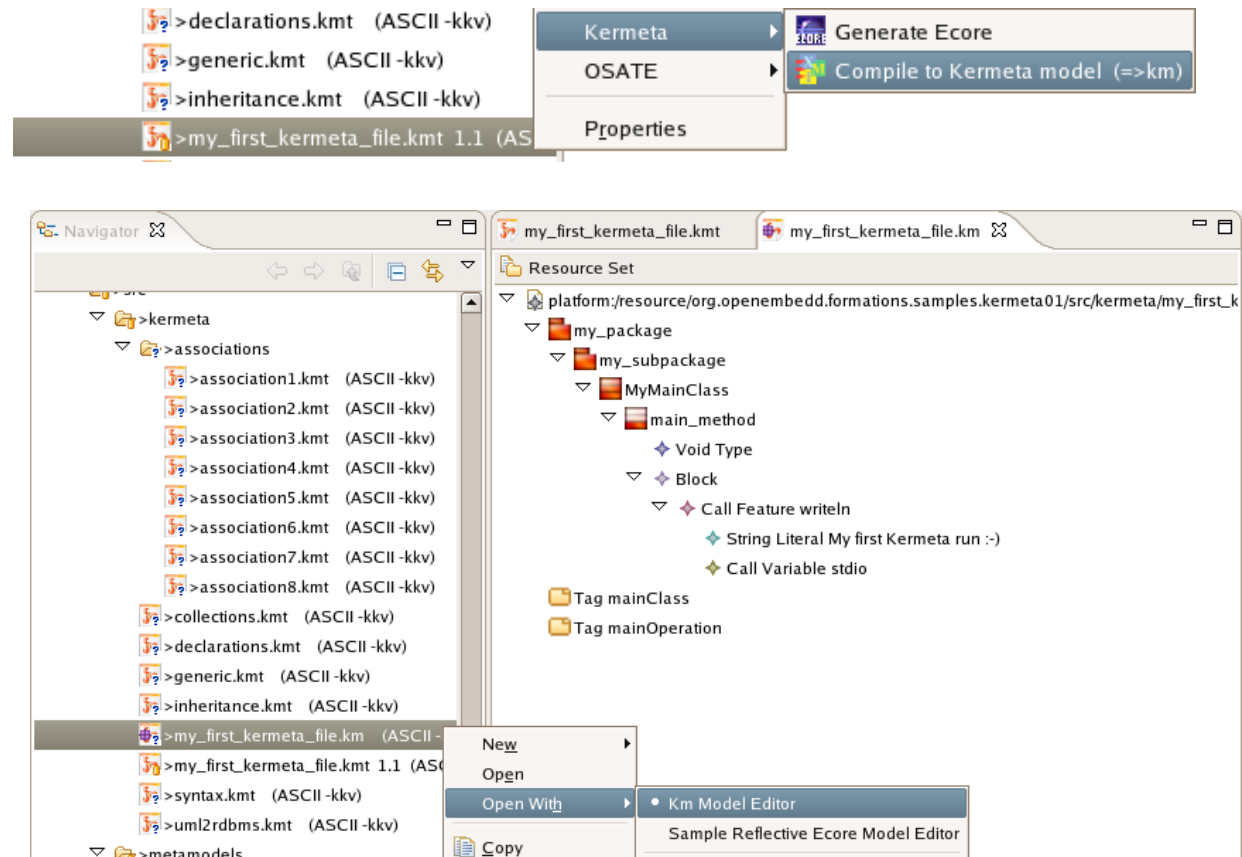 >declarations.kmt (ASCII -kkv)
>generic.kmt (ASCII -kkv)
>inheritance.kmt (ASCII -kkv)
>my_first_kermeta_file.kmt 1.1 (AS
Kermeta
OSATE
Properties
Generate Ecore
Compile to Kermeta model (=>km)
Navigator
>kermeta
>associations
>association1.kmt (ASCII -kkv)
>association2.kmt (ASCII -kkv)
>association3.kmt (ASCII -kkv)
>association4.kmt (ASCII -kkv)
>association5.kmt (ASCII -kkv)
>association6.kmt (ASCII -kkv)
>association7.kmt (ASCII -kkv)
>association8.kmt (ASCII -kkv)
>collections.kmt (ASCII -kkv)
>declarations.kmt (ASCII -kkv)
>generic.kmt (ASCII -kkv)
>inheritance.kmt (ASCII -kkv)
>my_first_kermeta_file.km (ASCII -
>my_first_kermeta_file.kmt 1.1 (ASC
>syntax.kmt (ASCII -kkv)
>uml2rdbms.kmt (ASCII -kkv)
>metamodels
my_first_kermeta_file.kmt
my_first_kermeta_file.km
Resource Set
platform:/resource/org.openembedd.formations.samples.kermeta01/src/kermeta/my_first_k
my_package
my_subpackage
MyMainClass
main_method
Void Type
Block
Call Feature writeln
String Literal My first Kermeta run :-)
Call Variable stdio
Tag mainClass
Tag mainOperation
New
Open
Open With
Copy
Km Model Editor
Sample Reflective Ecore Model Editor